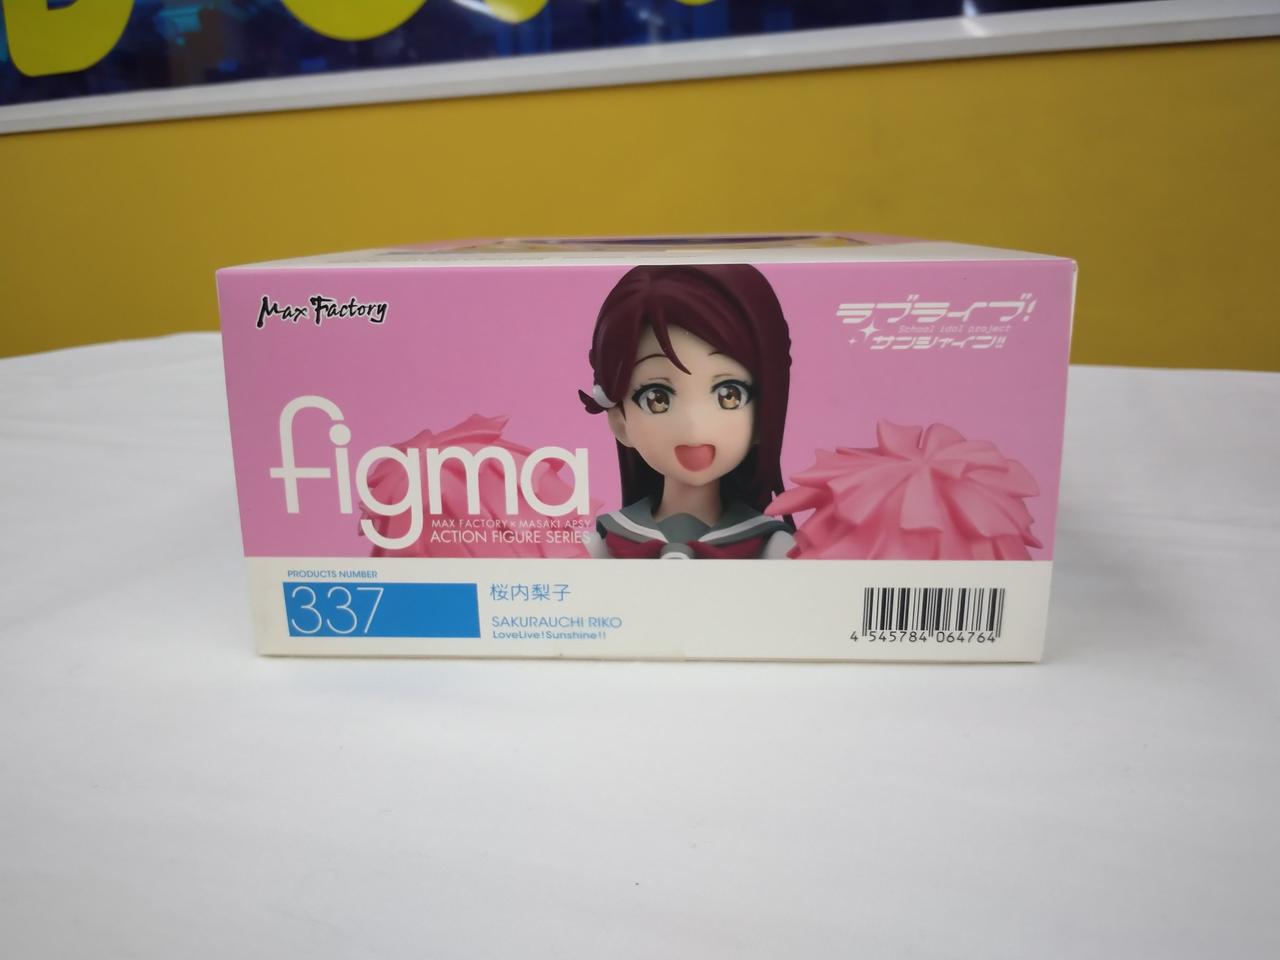 Max Factory
ラブライブ!
School idol project
サンシャイン!!
figma
MAX FACTORY × MASAKI APSY
ACTION FIGURE SERIES
PRODUCTS NUMBER
337
桜内梨子
SAKURAUCHI RIKO
LoveLive!Sunshine!!
4 545784 064764